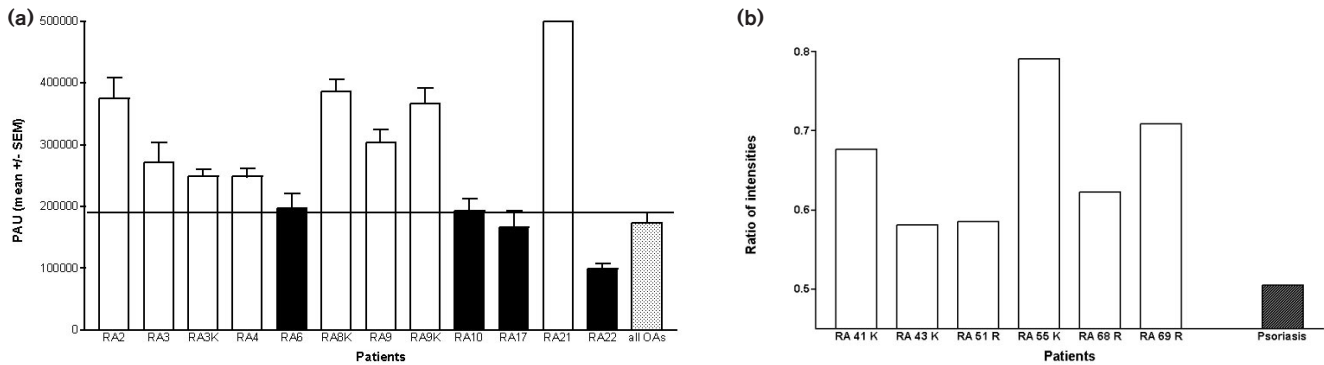 (a)
PAU (mean +/- SEM)
500000
400000
300000
200000
100000
0
RA2 RA3 RA3K RA4 RA6 RA8K RA9 RA9K RA10 RA17 RA21 RA22 all OAs
Patients
(b)
Ratio of intensities
0.8
0.7
0.6
0.5
RA 41 K RA 43 K RA 51 R RA 55 K RA 68 R RA 69 R Psoriasis
Patients